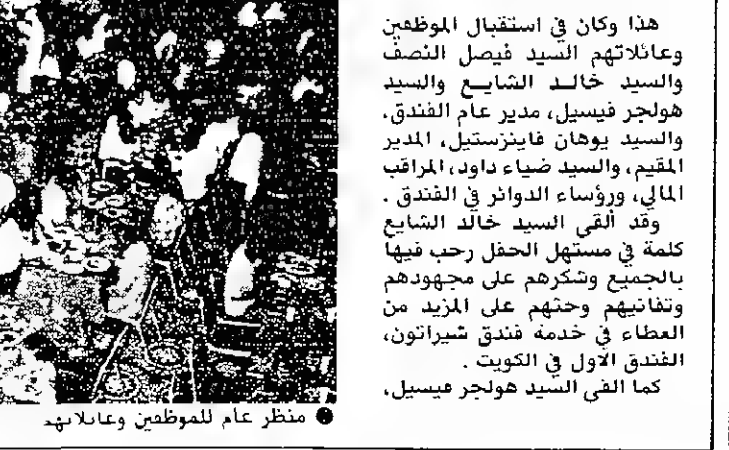 هذا وكان في استقبال الموظفين
وعائلاتهم السيد فيصل النصف
والسيد خالد الشايع والسيد
هولجر فيسيل، مدير عام الفندق،
والسيد يوهان فاينزستيل، المدير
المقيم، والسيد ضياء داود، المراقب
المالي، ورؤساء الدوائر في الفندق .
وقد ألقى السيد خالد الشايع
كلمة في مستهل الحفل رحب فيها
بالجميع وشكرهم على مجهودهم
وتفانيهم وحثهم على المزيد من
العطاء في خدمة فندق شيراتون،
الفندق الأول في الكويت .
كما القى السيد هولجر فيسيل،
● منظر عام للموظفين وعائلاتهم